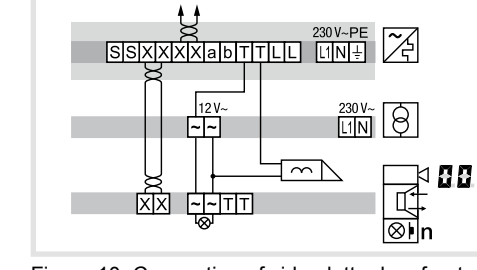 230 V~PE
S S X X X X a b T T L L L1 N
~
12 V~ 230 V~
~ ~ L1 N
X X ~ ~ T T
n